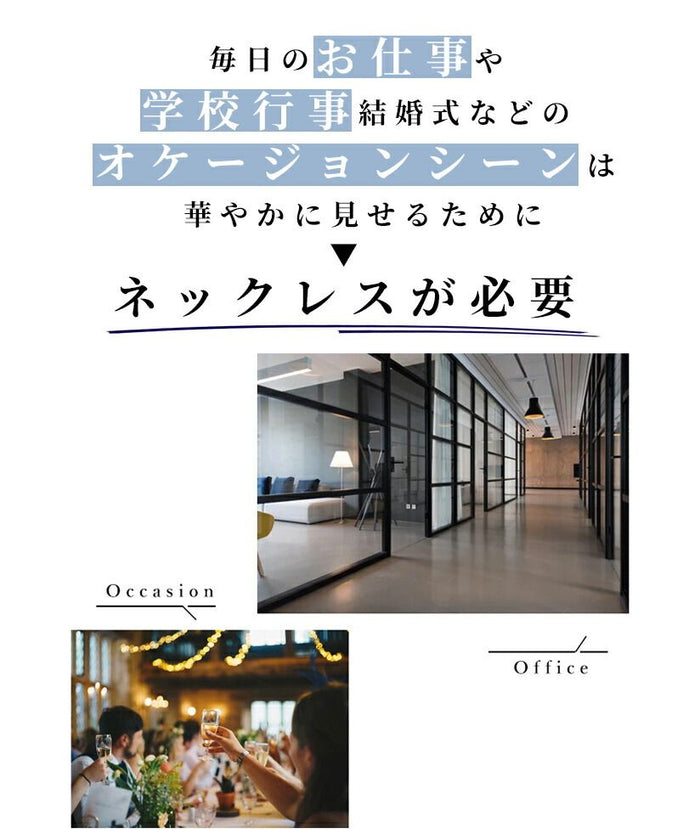 毎日のお仕事や
学校行事結婚式などの
オケージョンシーンは
華やかに見せるために
▼
ネックレスが必要
Occasion
Office